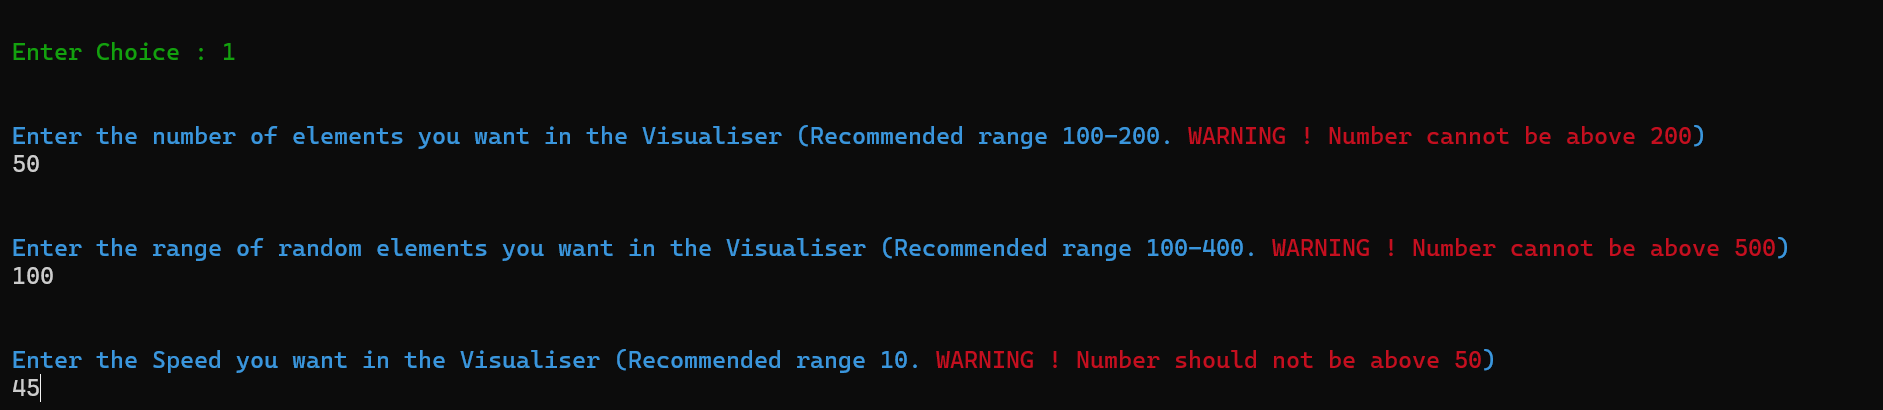 Enter Choice : 1
Enter the number of elements you want in the Visualiser (Recommended range 100-200. WARNING ! Number cannot be above 200)
50
Enter the range of random elements you want in the Visualiser (Recommended range 100-400. WARNING ! Number cannot be above 500)
100
Enter the Speed you want in the Visualiser (Recommended range 10. WARNING ! Number should not be above 50)
45